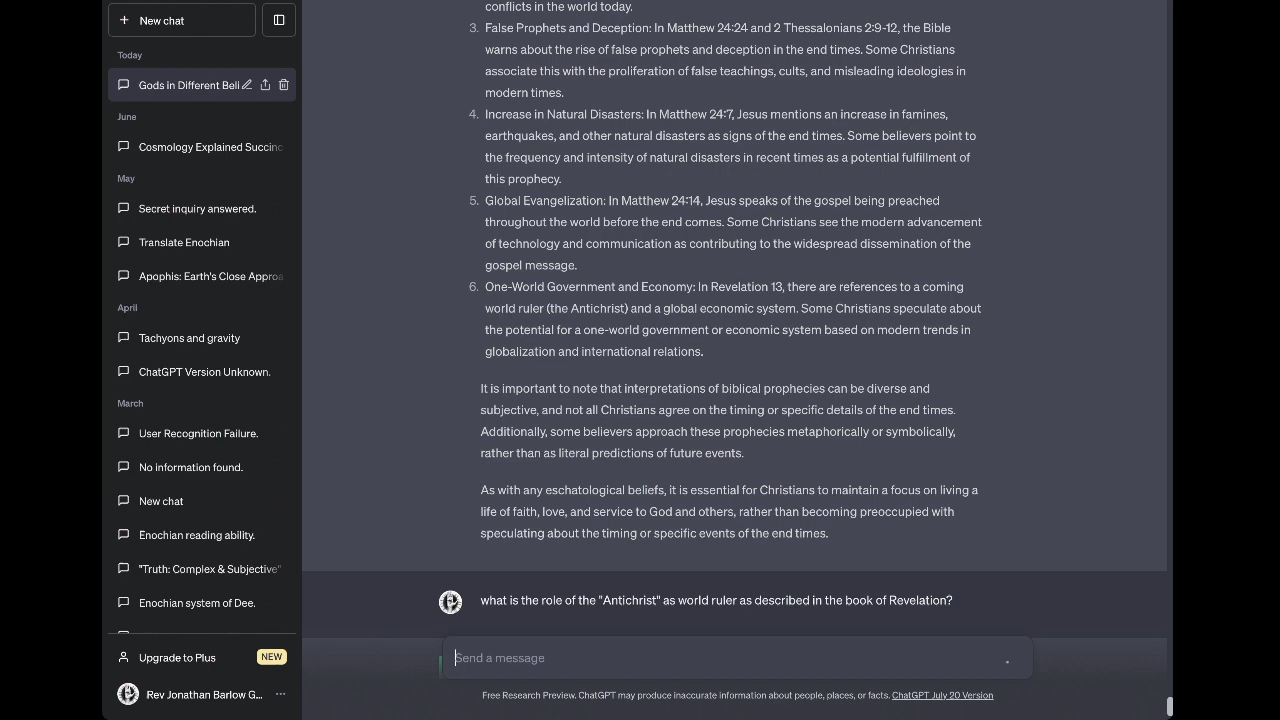 New chat
Today
Gods in Different Beli
June
Cosmology Explained Succinc
May
Secret inquiry answered.
Translate Enochian
Apophis: Earth's Close Approa
April
Tachyons and gravity
ChatGPT Version Unknown.
March
User Recognition Failure.
No information found.
New chat
Enochian reading ability.
"Truth: Complex & Subjective"
Enochian system of Dee.
Upgrade to Plus
NEW
Rev Jonathan Barlow G...
conflicts in the world today.
3. False Prophets and Deception: In Matthew 24:24 and 2 Thessalonians 2:9-12, the Bible
warns about the rise of false prophets and deception in the end times. Some Christians
associate this with the proliferation of false teachings, cults, and misleading ideologies in
modern times.
4. Increase in Natural Disasters: In Matthew 24:7, Jesus mentions an increase in famines,
earthquakes, and other natural disasters as signs of the end times. Some believers point to
the frequency and intensity of natural disasters in recent times as a potential fulfillment of
this prophecy.
5. Global Evangelization: In Matthew 24:14, Jesus speaks of the gospel being preached
throughout the world before the end comes. Some Christians see the modern advancement
of technology and communication as contributing to the widespread dissemination of the
gospel message.
6. One-World Government and Economy: In Revelation 13, there are references to a coming
world ruler (the Antichrist) and a global economic system. Some Christians speculate about
the potential for a one-world government or economic system based on modern trends in
globalization and international relations.
It is important to note that interpretations of biblical prophecies can be diverse and
subjective, and not all Christians agree on the timing or specific details of the end times.
Additionally, some believers approach these prophecies metaphorically or symbolically,
rather than as literal predictions of future events.
As with any eschatological beliefs, it is essential for Christians to maintain a focus on living a
life of faith, love, and service to God and others, rather than becoming preoccupied with
speculating about the timing or specific events of the end times.
what is the role of the "Antichrist" as world ruler as described in the book of Revelation?
Send a message
Free Research Preview. ChatGPT may produce inaccurate information about people, places, or facts. ChatGPT July 20 Version